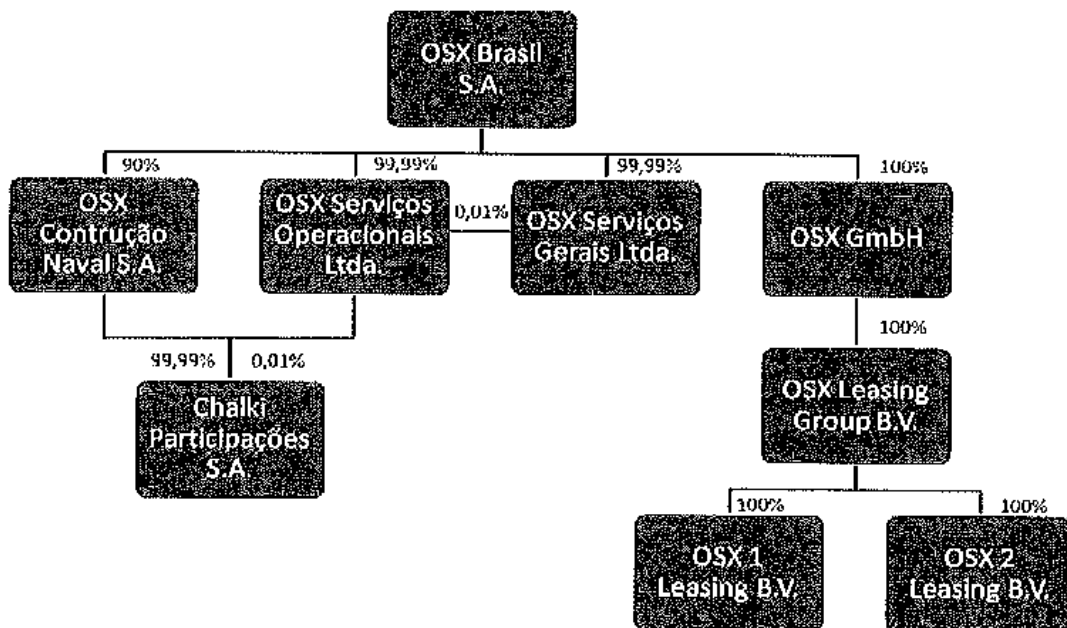 OSX Brasil
S.A.
90%
99,99%
99,99%
100%
OSX
Contrução
Naval S.A.
OSX Serviços
Operacionais
Ltda.
0,01%
OSX Serviços
Gerais Ltda.
OSX GmbH
100%
99,99%
0,01%
Chalki
Participações
S.A.
OSX Leasing
Group B.V.
100%
100%
OSX 1
Leasing B.V.
OSX 2
Leasing B.V.